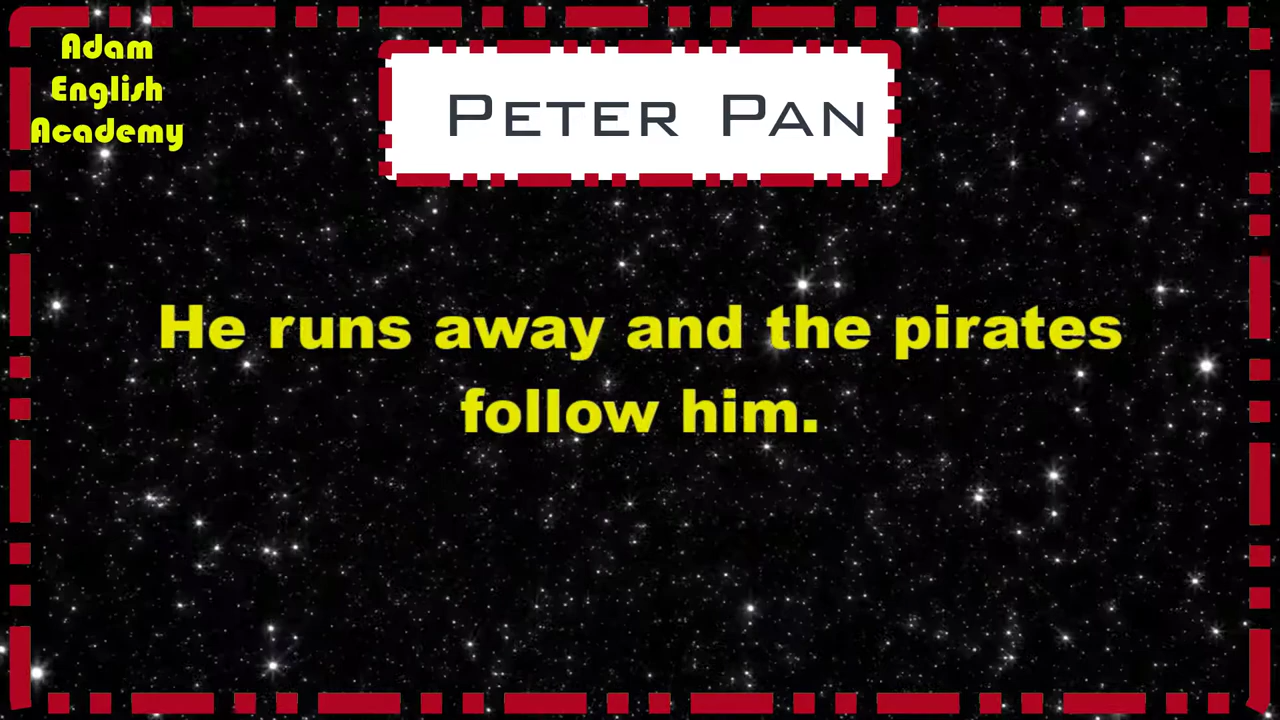 Adam
English
Academy
Peter Pan
He runs away and the pirates
follow him.